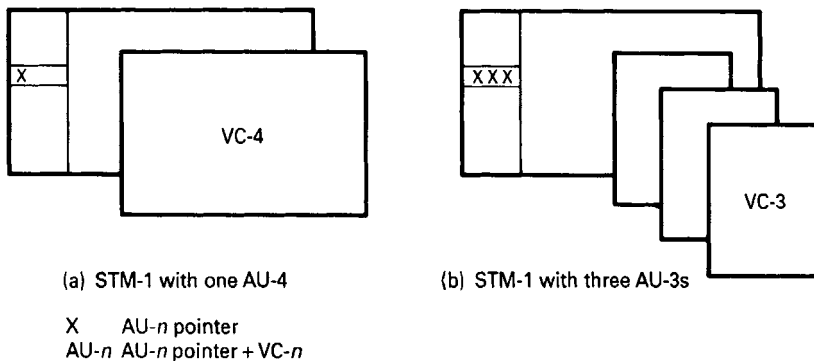 X
XXX
VC-4
VC-3
(a) STM-1 with one AU-4
(b) STM-1 with three AU-3s
X AU-n pointer
AU-n AU-n pointer + VC-n